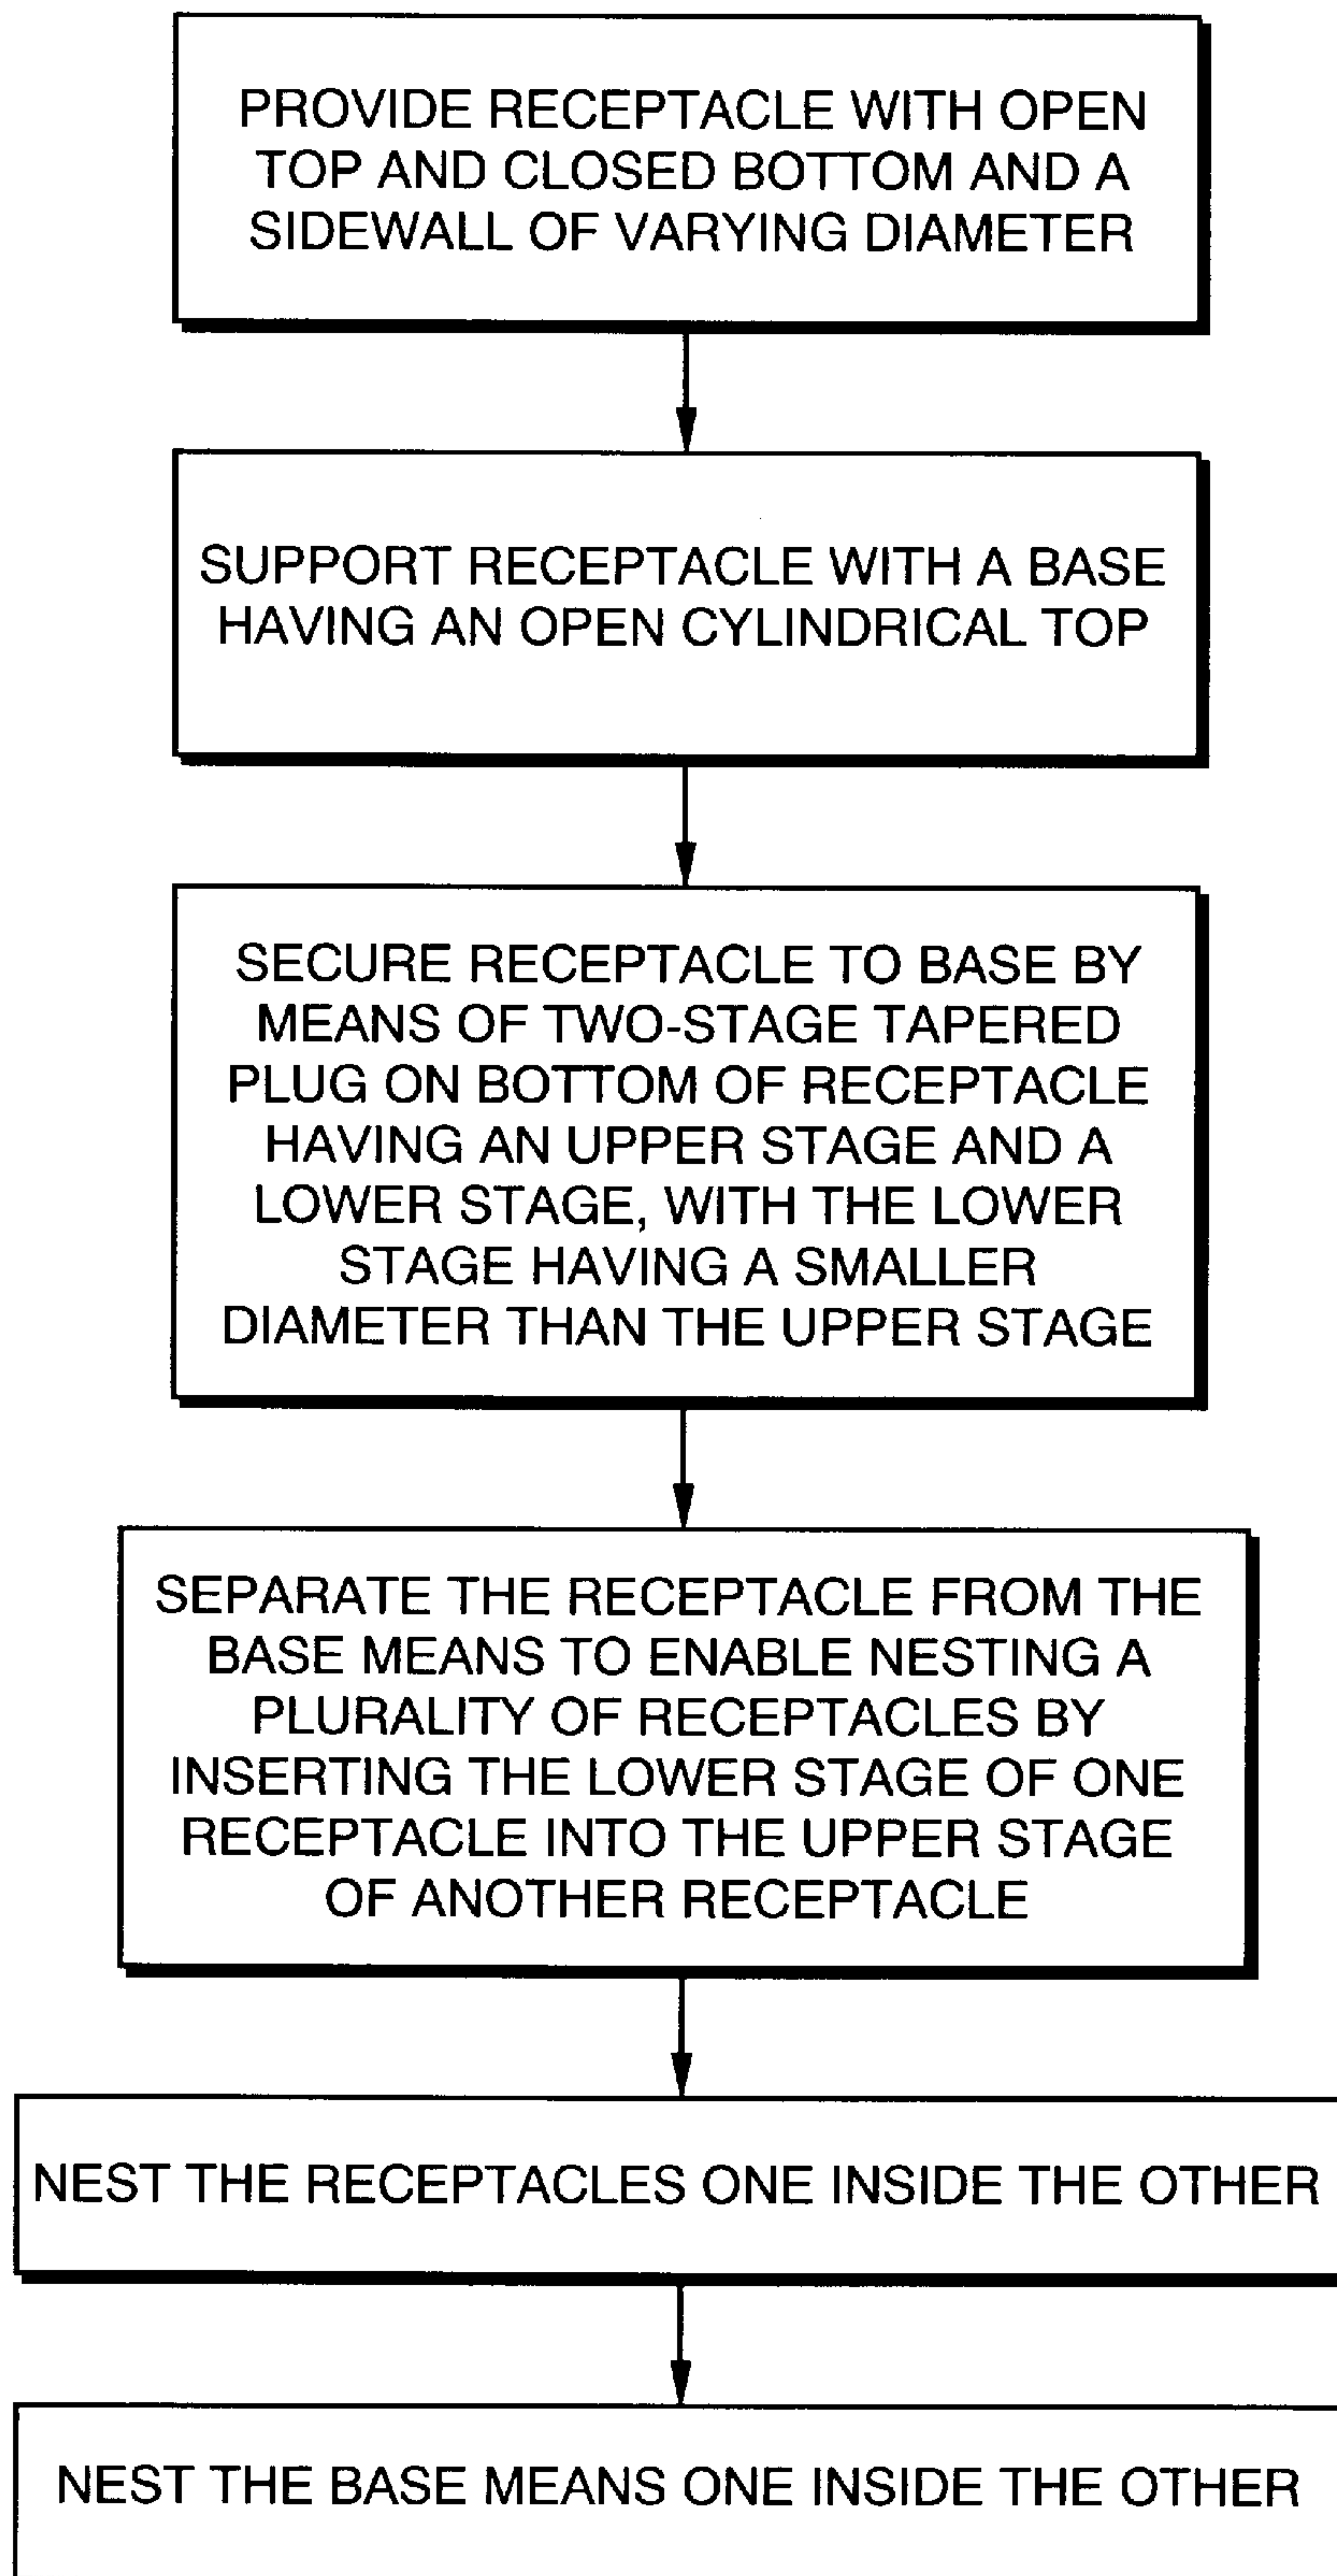 PROVIDE RECEPTACLE WITH OPEN
TOP AND CLOSED BOTTOM AND A
SIDEWALL OF VARYING DIAMETER
SUPPORT RECEPTACLE WITH A BASE
HAVING AN OPEN CYLINDRICAL TOP
SECURE RECEPTACLE TO BASE BY
MEANS OF TWO-STAGE TAPERED
PLUG ON BOTTOM OF RECEPTACLE
HAVING AN UPPER STAGE AND A
LOWER STAGE, WITH THE LOWER
STAGE HAVING A SMALLER
DIAMETER THAN THE UPPER STAGE
SEPARATE THE RECEPTACLE FROM THE
BASE MEANS TO ENABLE NESTING A
PLURALITY OF RECEPTACLES BY
INSERTING THE LOWER STAGE OF ONE
RECEPTACLE INTO THE UPPER STAGE
OF ANOTHER RECEPTACLE
NEST THE RECEPTACLES ONE INSIDE THE OTHER
NEST THE BASE MEANS ONE INSIDE THE OTHER